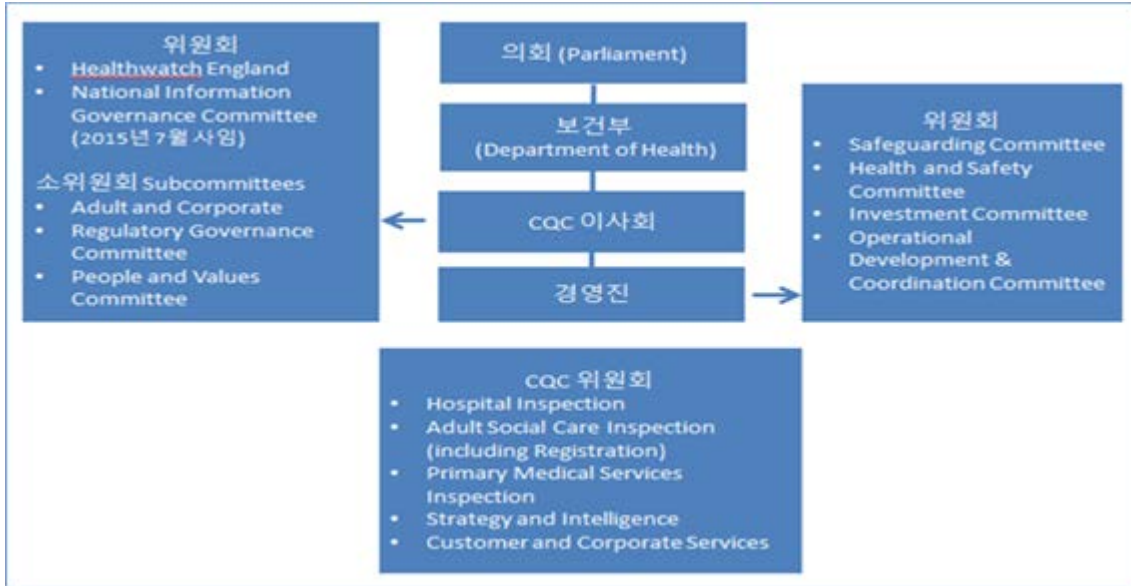 위원회
• Healthwatch England
• National Information
Governance Committee
(2015년 7월 사임)
소위원회 Subcommittees
• Adult and Corporate
• Regulatory Governance
Committee
• People and Values
Committee
의회 (Parliament)
보건부
(Department of Health)
CQC 이사회
경영진
위원회
• Safeguarding Committee
• Health and Safety
Committee
• Investment Committee
• Operational
Development &
Coordination Committee
CQC 위원회
• Hospital Inspection
• Adult Social Care Inspection
(including Registration)
• Primary Medical Services
Inspection
• Strategy and Intelligence
• Customer and Corporate Services